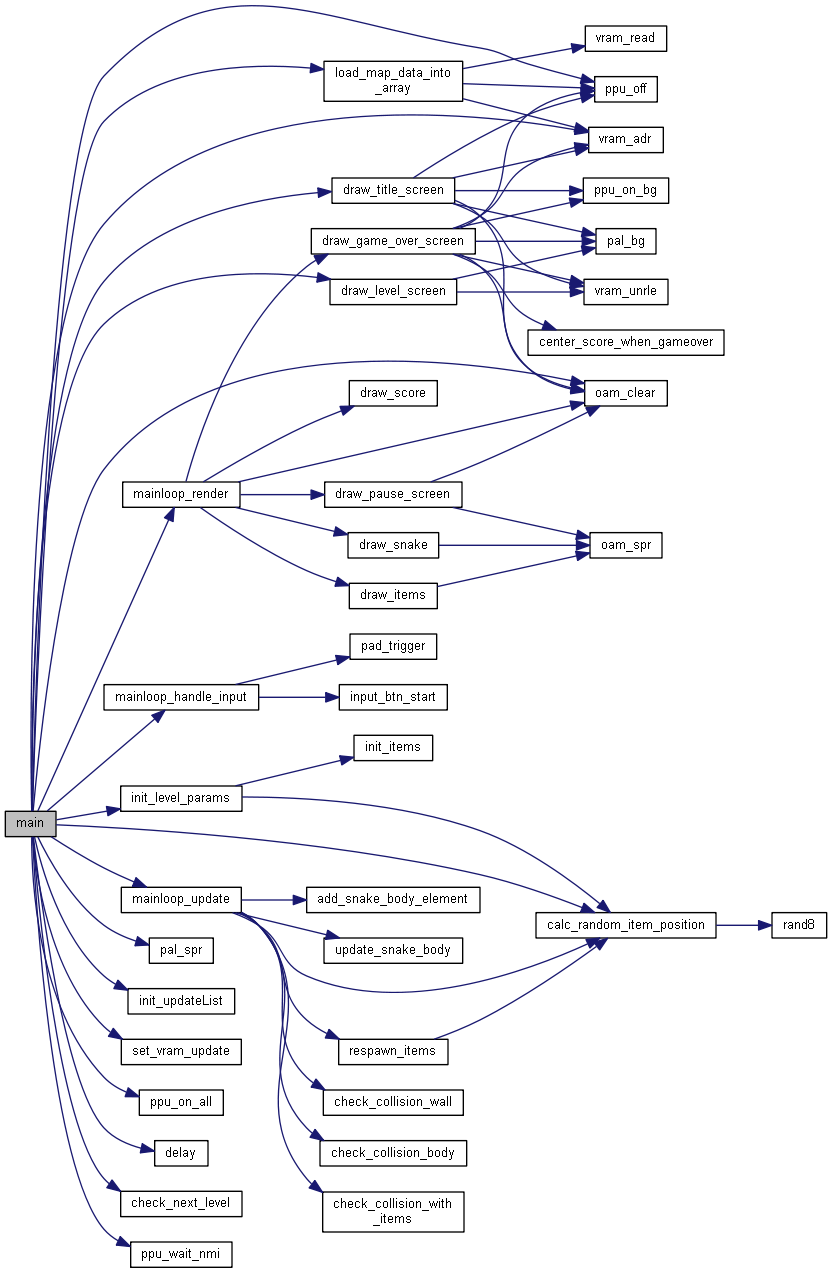 vram_read
load_map_data_into
_array
ppu_off
vram_adr
draw_title_screen
ppu_on_bg
draw_game_over_screen
pal_bg
draw_level_screen
vram_unrle
center_score_when_gameover
draw_score
oam_clear
mainloop_render
draw_pause_screen
draw_snake
oam_spr
draw_items
pad_trigger
mainloop_handle_input
input_btn_start
init_items
init_level_params
main
mainloop_update
add_snake_body_element
calc_random_item_position
rand8
pal_spr
update_snake_body
init_updateList
set_vram_update
respawn_items
ppu_on_all
check_collision_wall
delay
check_collision_body
check_next_level
check_collision_with
_items
ppu_wait_nmi